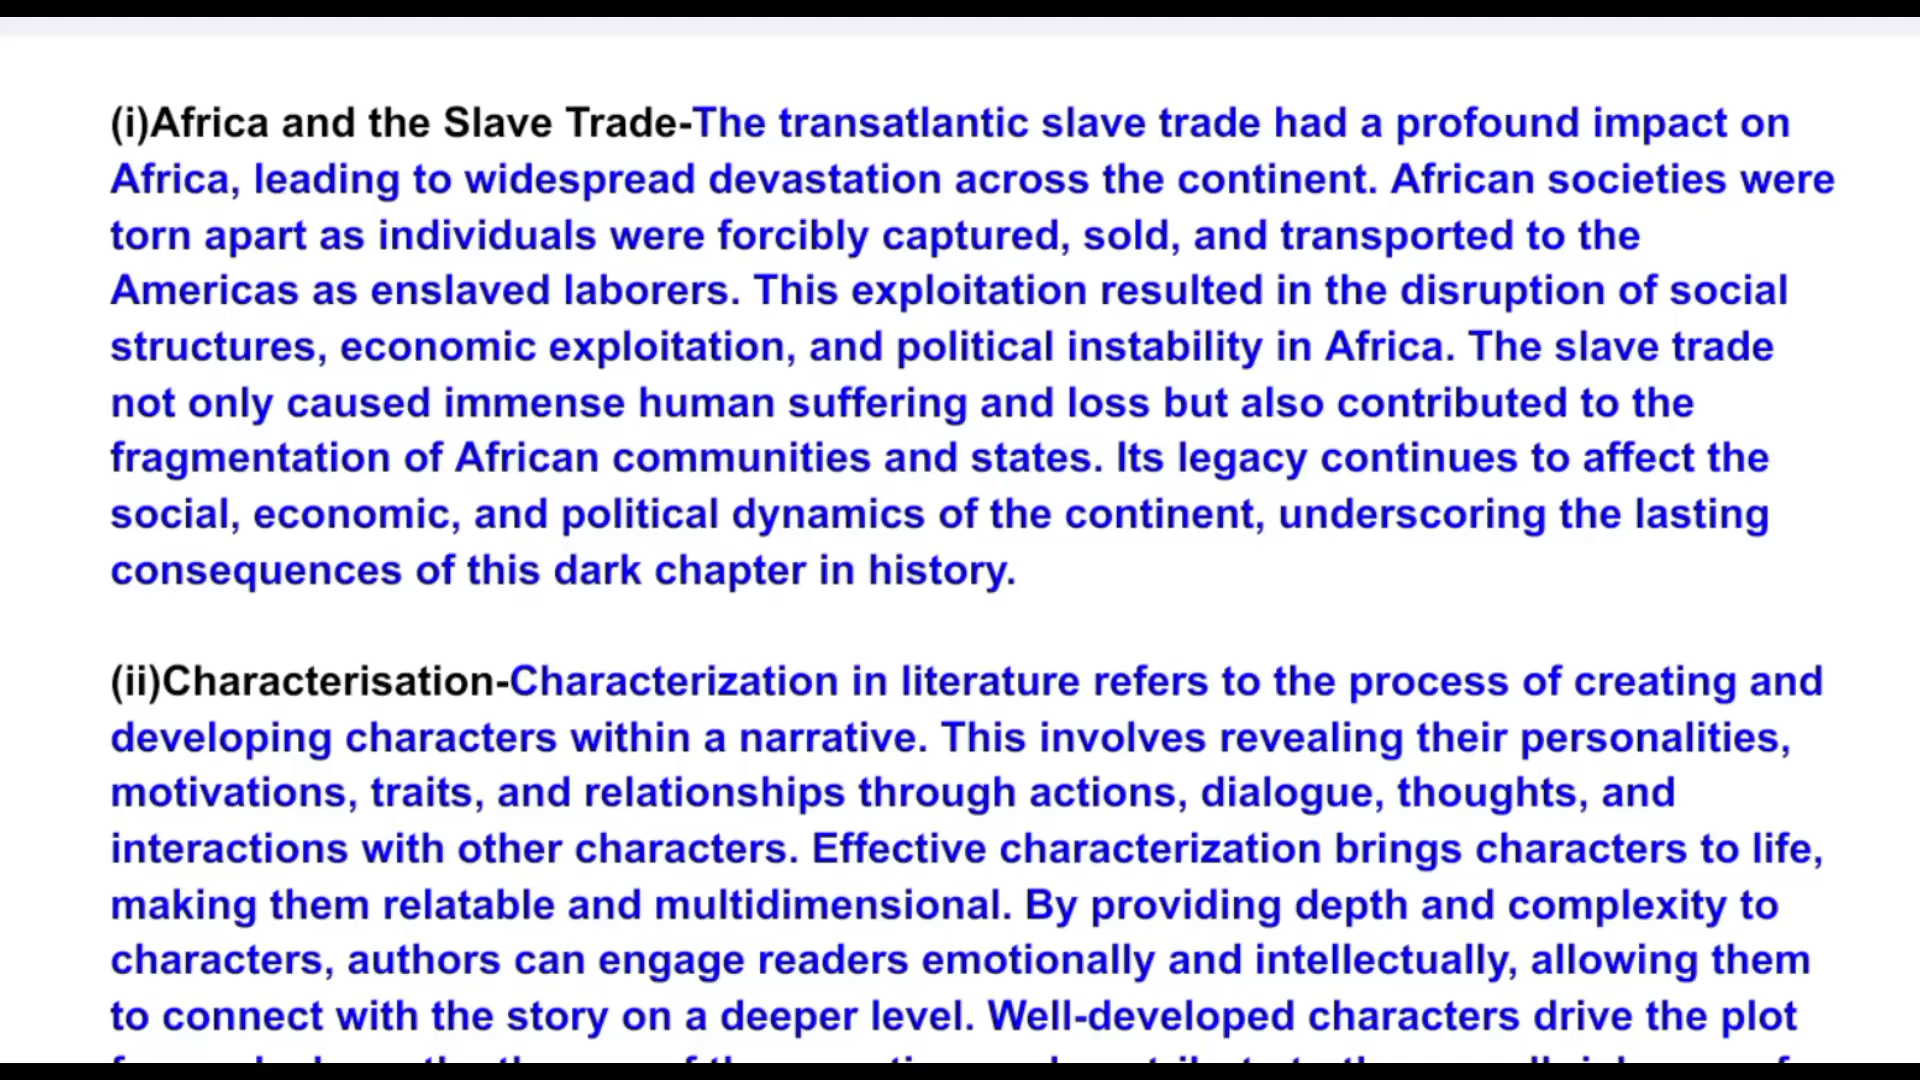 (i)Africa and the Slave Trade-The transatlantic slave trade had a profound impact on
Africa, leading to widespread devastation across the continent. African societies were
torn apart as individuals were forcibly captured, sold, and transported to the
Americas as enslaved laborers. This exploitation resulted in the disruption of social
structures, economic exploitation, and political instability in Africa. The slave trade
not only caused immense human suffering and loss but also contributed to the
fragmentation of African communities and states. Its legacy continues to affect the
social, economic, and political dynamics of the continent, underscoring the lasting
consequences of this dark chapter in history.
(ii)Characterisation-Characterization in literature refers to the process of creating and
developing characters within a narrative. This involves revealing their personalities,
motivations, traits, and relationships through actions, dialogue, thoughts, and
interactions with other characters. Effective characterization brings characters to life,
making them relatable and multidimensional. By providing depth and complexity to
characters, authors can engage readers emotionally and intellectually, allowing them
to connect with the story on a deeper level. Well-developed characters drive the plot